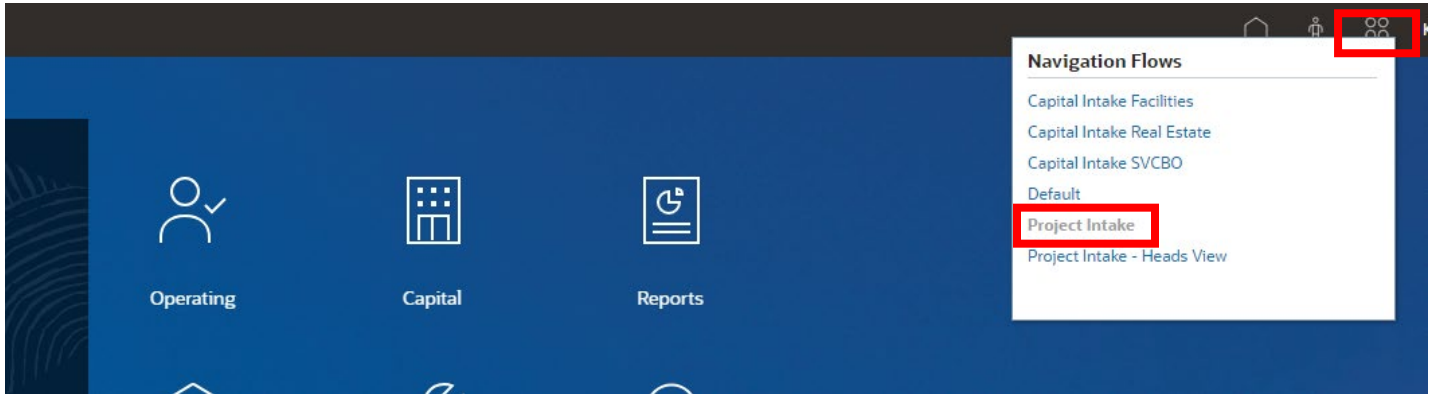 Navigation Flows
Capital Intake Facilities
Capital Intake Real Estate
Capital Intake SVCBO
Default
Project Intake
Project Intake - Heads View
Operating
Capital
Reports